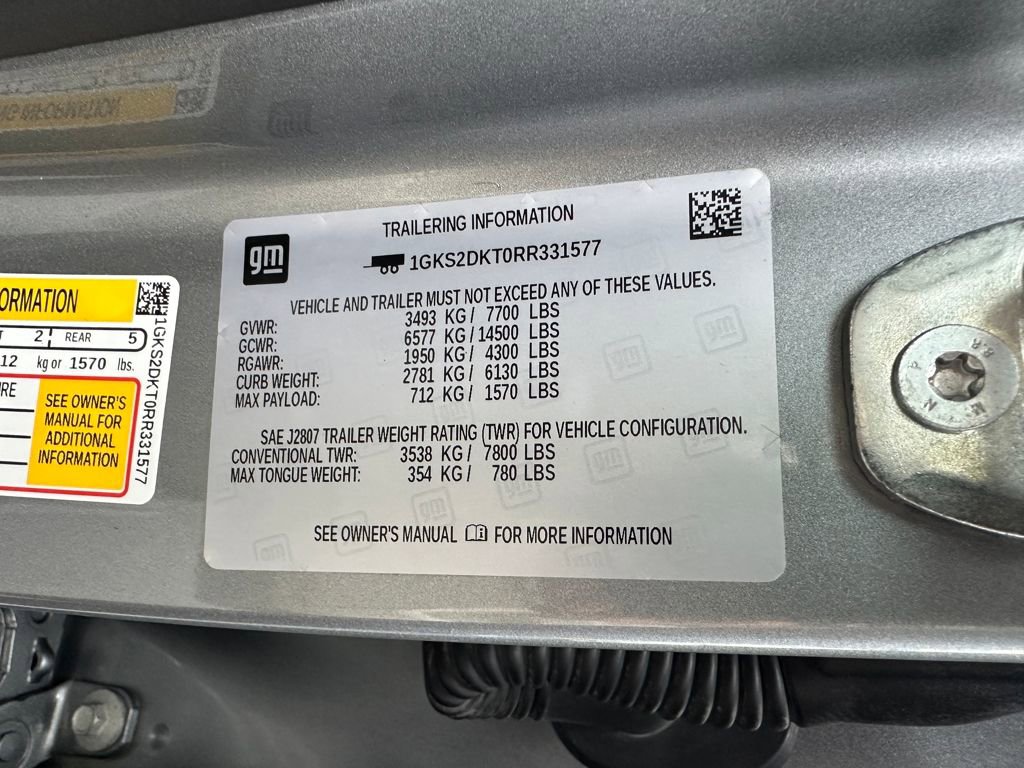 TRAILERING INFORMATION
gm
1GKS2DKT0RR331577
VEHICLE AND TRAILER MUST NOT EXCEED ANY OF THESE VALUES.
GVWR: 3493 KG / 7700 LBS
GCWR: 6577 KG / 14500 LBS
RGAWR: 1950 KG / 4300 LBS
CURB WEIGHT: 2781 KG / 6130 LBS
MAX PAYLOAD: 712 KG / 1570 LBS
SAE J2807 TRAILER WEIGHT RATING (TWR) FOR VEHICLE CONFIGURATION.
CONVENTIONAL TWR: 3538 KG / 7800 LBS
MAX TONGUE WEIGHT: 354 KG / 780 LBS
SEE OWNER'S MANUAL FOR MORE INFORMATION
ORMATION
2 REAR 5
12 kg or 1570 lbs.
SEE OWNER'S
MANUAL FOR
ADDITIONAL
INFORMATION
1GKS2DKT0RR331577